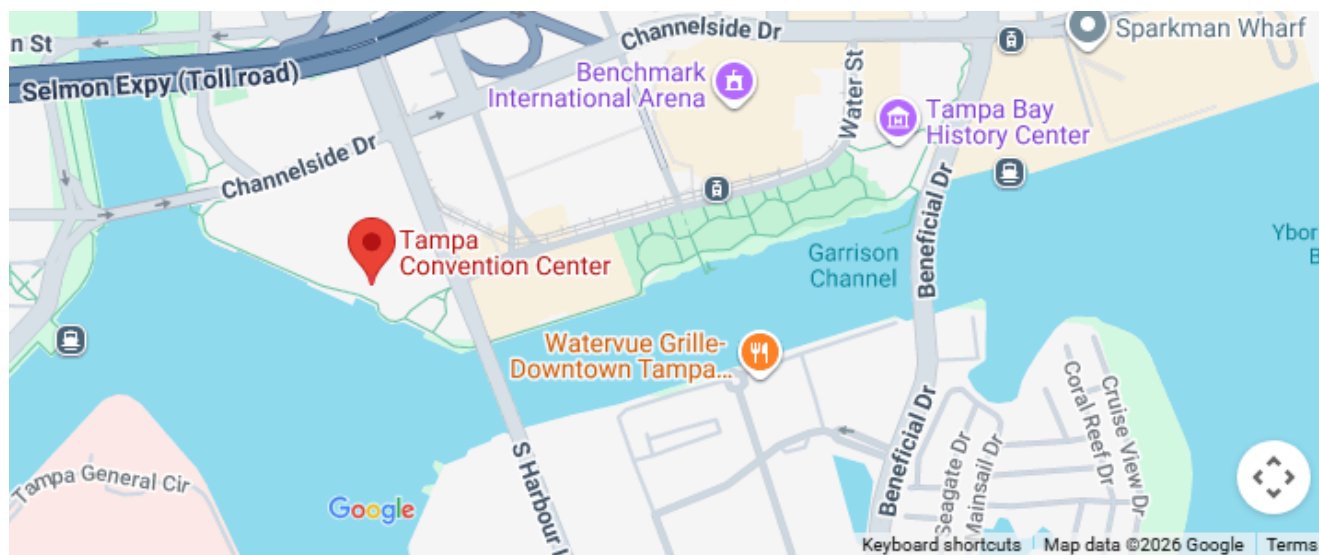 n St
Selmon Expy (Toll road)
Channelside Dr
Sparkman Wharf
Benchmark
International Arena
Water St
Tampa Bay
History Center
Channelside Dr
Tampa
Convention Center
Garrison
Channel
Beneficial Dr
Ybor
B
Watervue Grille-
Downtown Tampa...
S Harbour I
Beneficial Dr
Seagate Dr
Mainsail Dr
Coral Reef Dr
Cruise View Dr
Tampa General Cir
Google
Keyboard shortcuts
Map data ©2026 Google
Terms